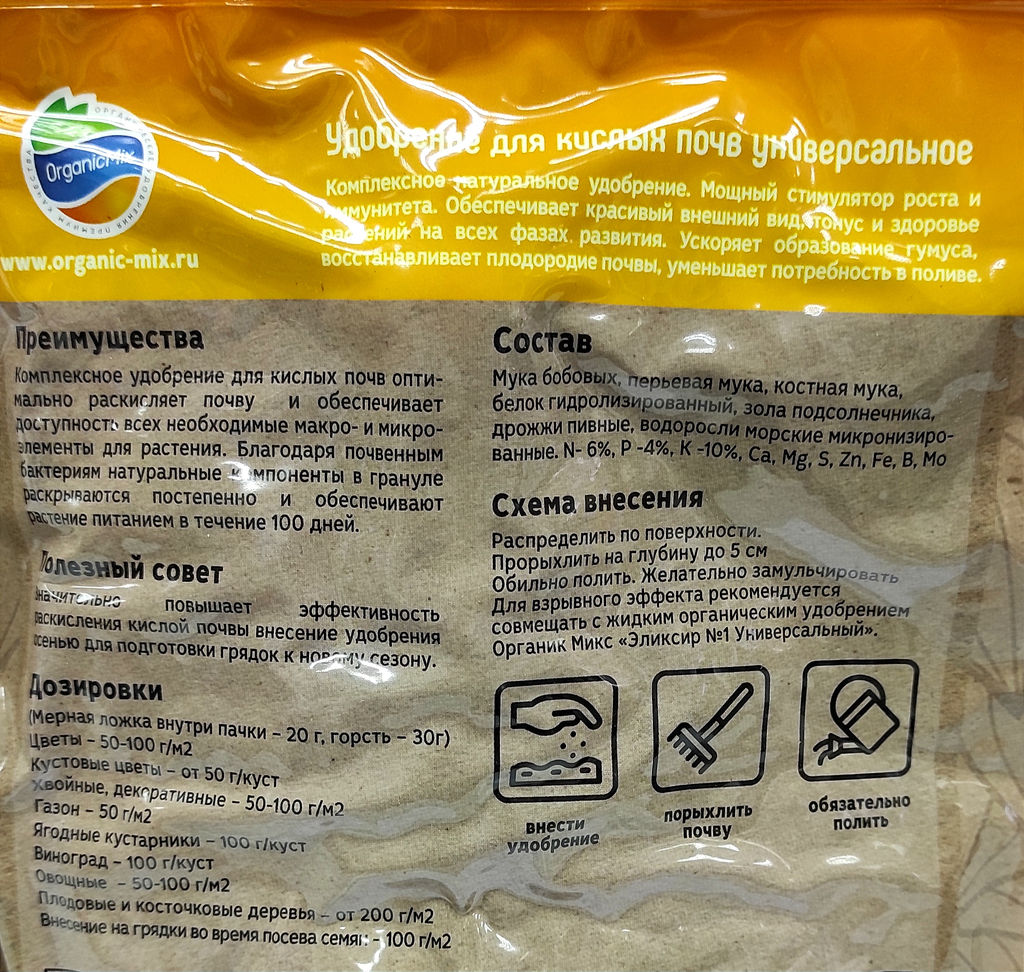 ОРГАНИЧЕСКИЕ УДОБРЕНИЯ ПРЕМИУМ КАЧЕСТВА
OrganicMix
www.organic-mix.ru
Удобренье для кислых почв универсальное
Комплексное натуральное удобрение. Мощный стимулятор роста и
иммунитета. Обеспечивает красивый внешний вид, тонус и здоровье
растений на всех фазах развития. Ускоряет образование гумуса,
восстанавливает плодородие почвы, уменьшает потребность в поливе.
Преимущества
Комплексное удобрение для кислых почв опти-
мально раскисляет почву и обеспечивает
доступность всех необходимые макро- и микро-
элементы для растения. Благодаря почвенным
бактериям натуральные компоненты в грануле
раскрываются постепенно и обеспечивают
растение питанием в течение 100 дней.
Полезный совет
Значительно повышает эффективность
раскисления кислой почвы внесение удобрения
осенью для подготовки грядок к новому сезону.
Дозировки
(Мерная ложка внутри пачки – 20 г, горсть – 30г)
Цветы – 50-100 г/м2
Кустовые цветы – от 50 г/куст
Хвойные, декоративные – 50-100 г/м2
Газон – 50 г/м2
Ягодные кустарники – 100 г/куст
Виноград – 100 г/куст
Овощные – 50-100 г/м2
Плодовые и косточковые деревья – от 200 г/м2
Внесение на грядки во время посева семян – 100 г/м2
Состав
Мука бобовых, перьевая мука, костная мука,
белок гидролизированный, зола подсолнечника,
дрожжи пивные, водоросли морские микронизиро-
ванные. N- 6%, P -4%, K -10%, Ca, Mg, S, Zn, Fe, B, Mo
Схема внесения
Распределить по поверхности.
Прорыхлить на глубину до 5 см
Обильно полить. Желательно замульчировать
Для взрывного эффекта рекомендуется
совмещать с жидким органическим удобрением
Органик Микс «Эликсир №1 Универсальный».
внести
удобрение
порыхлить
почву
обязательно
полить